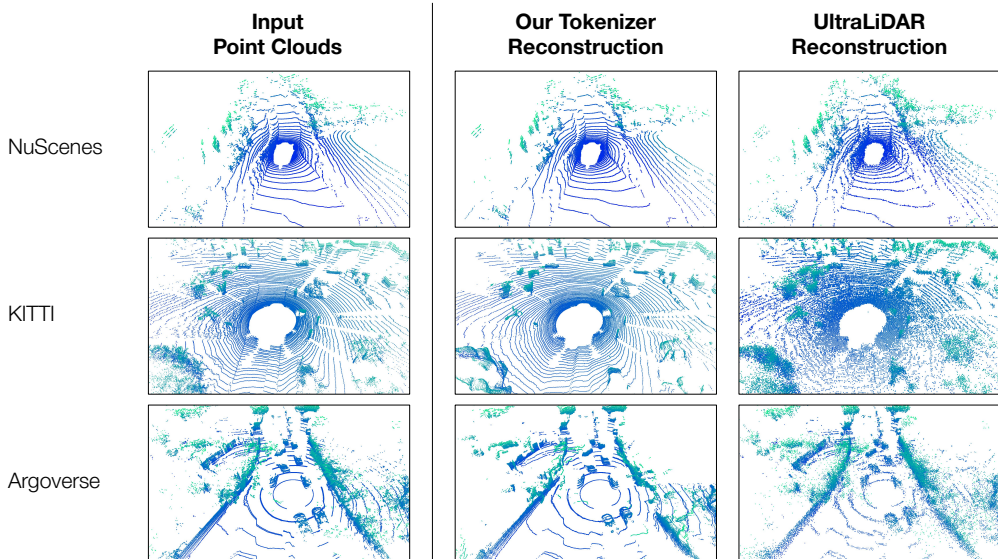 Input
Point Clouds
Our Tokenizer
Reconstruction
UltraLiDAR
Reconstruction
NuScenes
KITTI
Argoverse